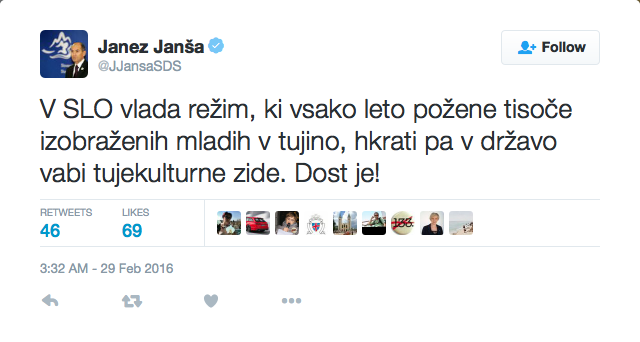 Janez Janša
@JJansaSDS
Follow
V SLO vlada režim, ki vsako leto požene tisoče
izobraženih mladih v tujino, hkrati pa v državo
vabi tujekulturne zide. Dost je!
RETWEETS
46
LIKES
69
3:32 AM - 29 Feb 2016